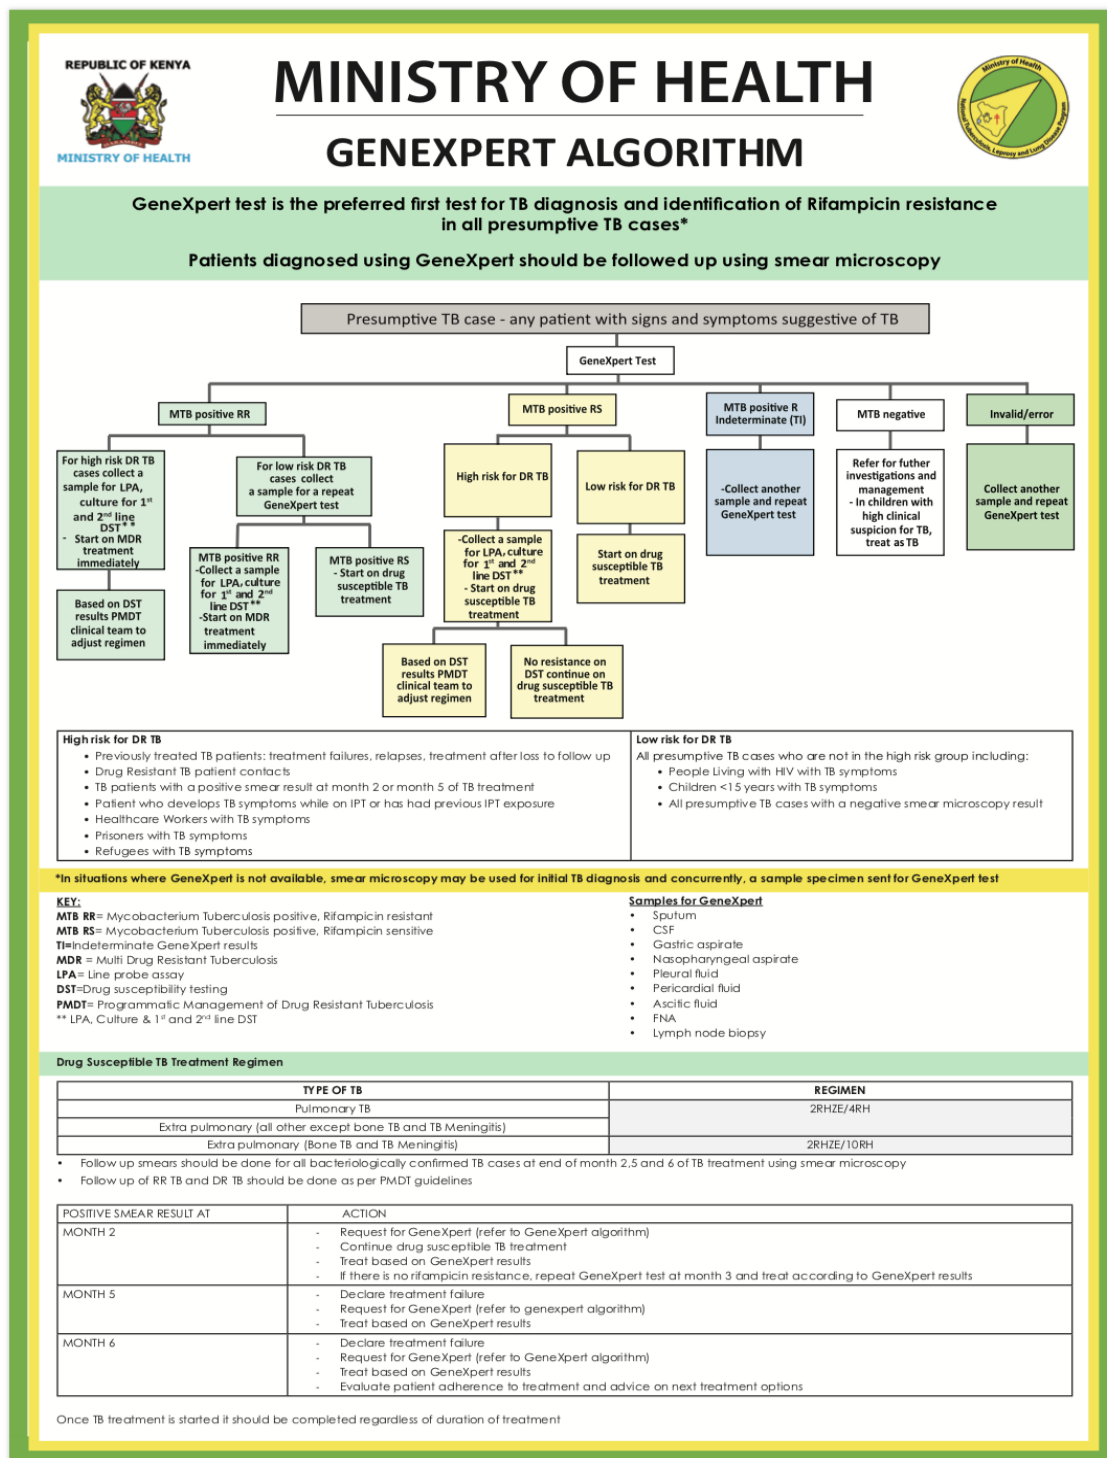 REPUBLIC OF KENYA
MINISTRY OF HEALTH
MINISTRY OF HEALTH
GENEXPERT ALGORITHM
Ministry of Health
National Tuberculosis, Leprosy and Lung Disease Program
GeneXpert test is the preferred first test for TB diagnosis and identification of Rifampicin resistance
in all presumptive TB cases*
Patients diagnosed using GeneXpert should be followed up using smear microscopy
Presumptive TB case - any patient with signs and symptoms suggestive of TB
GeneXpert Test
MTB positive RR
MTB positive RS
MTB positive R
Indeterminate (TI)
MTB negative
Invalid/error
For high risk DR TB
cases collect a
sample for LPA,
culture for 1st
and 2nd line
DST**
- Start on MDR
treatment
immediately
Based on DST
results PMDT
clinical team to
adjust regimen
For low risk DR TB
cases collect
a sample for a repeat
GeneXpert test
MTB positive RR
-Collect a sample
for LPA, culture
for 1st and 2nd
line DST**
-Start on MDR
treatment
immediately
MTB positive RS
- Start on drug
susceptible TB
treatment
High risk for DR TB
-Collect a sample
for LPA, culture
for 1st and 2nd
line DST**
- Start on drug
susceptible TB
treatment
Based on DST
results PMDT
clinical team to
adjust regimen
No resistance on
DST continue on
drug susceptible TB
treatment
Low risk for DR TB
Start on drug
susceptible TB
treatment
-Collect another
sample and repeat
GeneXpert test
Refer for futher
investigations and
management
- In children with
high clinical
suspicion for TB,
treat as TB
Collect another
sample and repeat
GeneXpert test
High risk for DR TB
• Previously treated TB patients: treatment failures, relapses, treatment after loss to follow up
• Drug Resistant TB patient contacts
• TB patients with a positive smear result at month 2 or month 5 of TB treatment
• Patient who develops TB symptoms while on IPT or has had previous IPT exposure
• Healthcare Workers with TB symptoms
• Prisoners with TB symptoms
• Refugees with TB symptoms
Low risk for DR TB
All presumptive TB cases who are not in the high risk group including:
• People Living with HIV with TB symptoms
• Children <15 years with TB symptoms
• All presumptive TB cases with a negative smear microscopy result
*In situations where GeneXpert is not available, smear microscopy may be used for initial TB diagnosis and concurrently, a sample specimen sent for GeneXpert test
KEY:
MTB RR= Mycobacterium Tuberculosis positive, Rifampicin resistant
MTB RS= Mycobacterium Tuberculosis positive, Rifampicin sensitive
TI=Indeterminate GeneXpert results
MDR = Multi Drug Resistant Tuberculosis
LPA= Line probe assay
DST=Drug susceptibility testing
PMDT= Programmatic Management of Drug Resistant Tuberculosis
** LPA, Culture & 1st and 2nd line DST
Samples for GeneXpert
• Sputum
• CSF
• Gastric aspirate
• Nasopharyngeal aspirate
• Pleural fluid
• Pericardial fluid
• Ascitic fluid
• FNA
• Lymph node biopsy
Drug Susceptible TB Treatment Regimen
TYPE OF TB REGIMEN
Pulmonary TB 2RHZE/4RH
Extra pulmonary (all other except bone TB and TB Meningitis)
Extra pulmonary (Bone TB and TB Meningitis) 2RHZE/10RH
• Follow up smears should be done for all bacteriologically confirmed TB cases at end of month 2,5 and 6 of TB treatment using smear microscopy
• Follow up of RR TB and DR TB should be done as per PMDT guidelines
POSITIVE SMEAR RESULT AT ACTION
MONTH 2
- Request for GeneXpert (refer to GeneXpert algorithm)
- Continue drug susceptible TB treatment
- Treat based on GeneXpert results
- If there is no rifampicin resistance, repeat GeneXpert test at month 3 and treat according to GeneXpert results
MONTH 5
- Declare treatment failure
- Request for GeneXpert (refer to genexpert algorithm)
- Treat based on GeneXpert results
MONTH 6
- Declare treatment failure
- Request for GeneXpert (refer to GeneXpert algorithm)
- Treat based on GeneXpert results
- Evaluate patient adherence to treatment and advice on next treatment options
Once TB treatment is started it should be completed regardless of duration of treatment